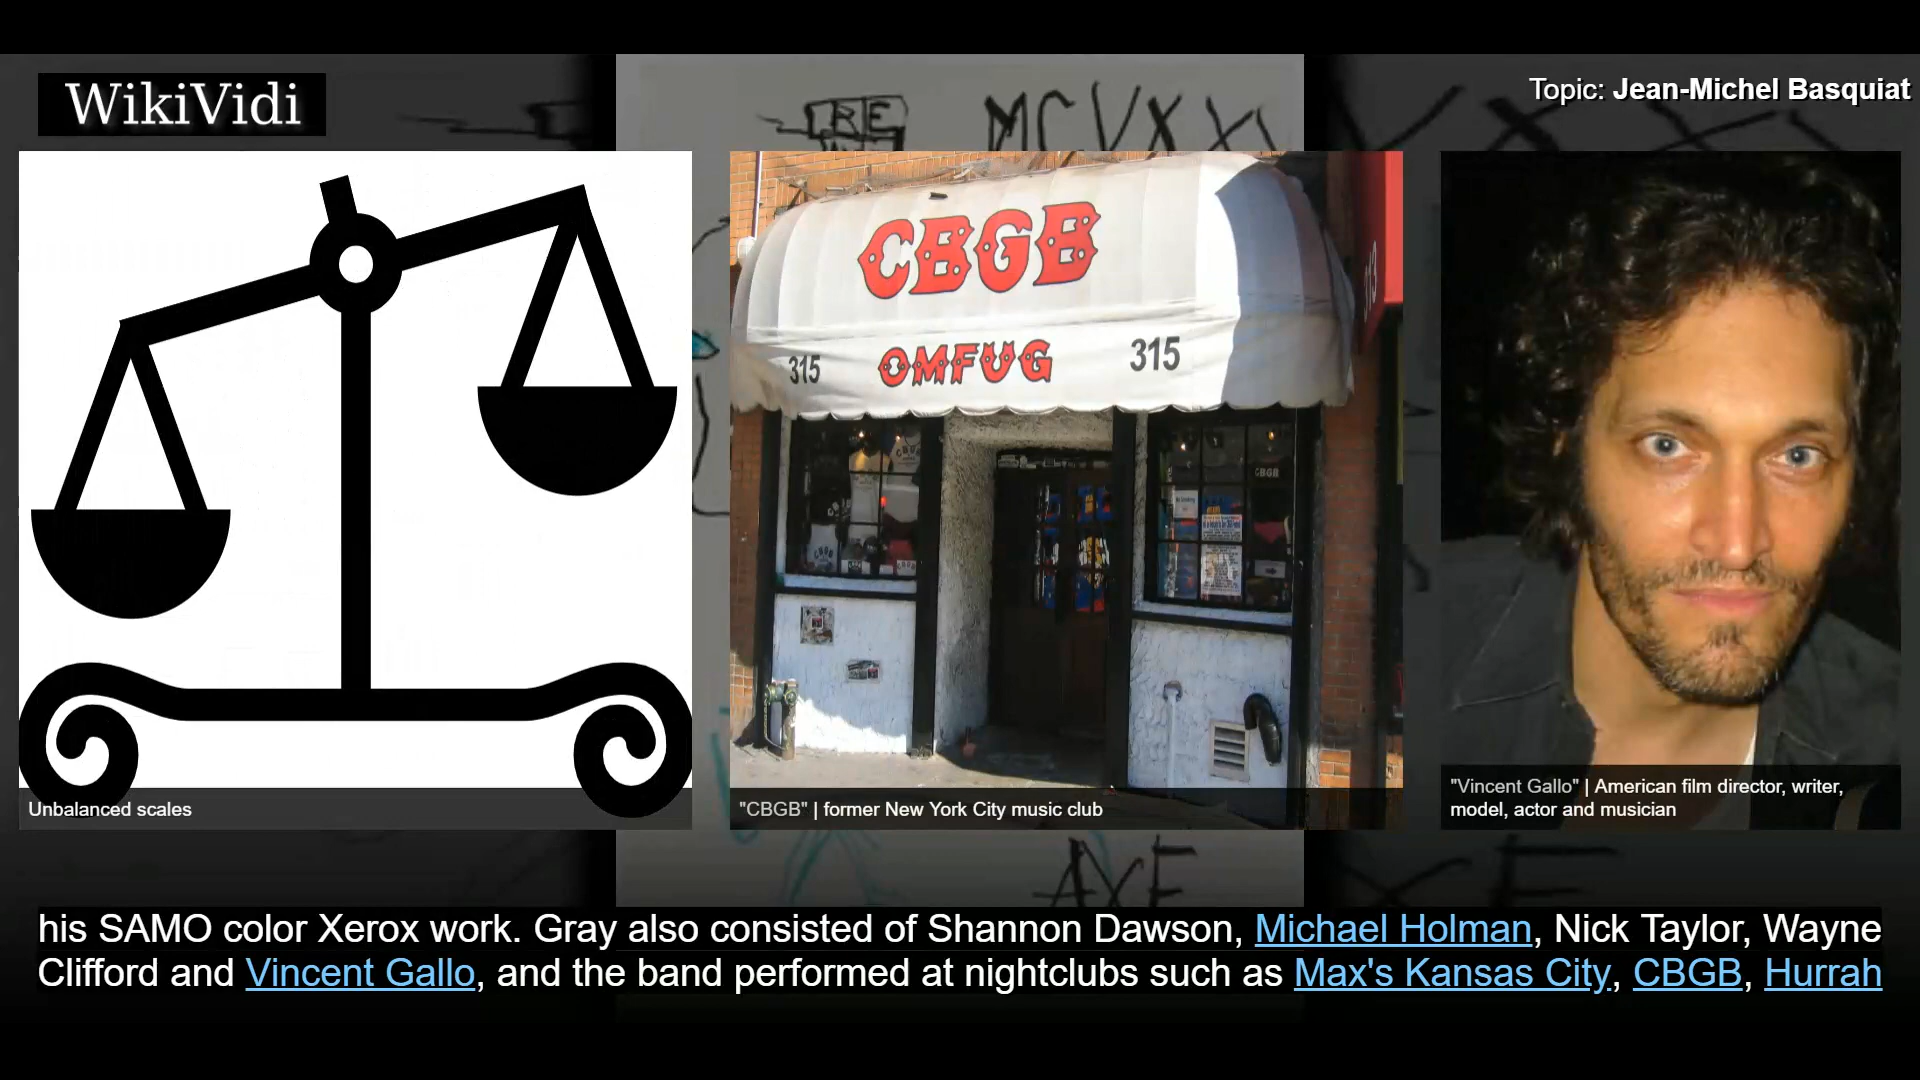 WikiVidi
Topic: Jean-Michel Basquiat
MCVXX
CBGB
315 OMFUG 315
Unbalanced scales
"CBGB" | former New York City music club
"Vincent Gallo" | American film director, writer,
model, actor and musician
AXE
his SAMO color Xerox work. Gray also consisted of Shannon Dawson, Michael Holman, Nick Taylor, Wayne
Clifford and Vincent Gallo, and the band performed at nightclubs such as Max's Kansas City, CBGB, Hurrah